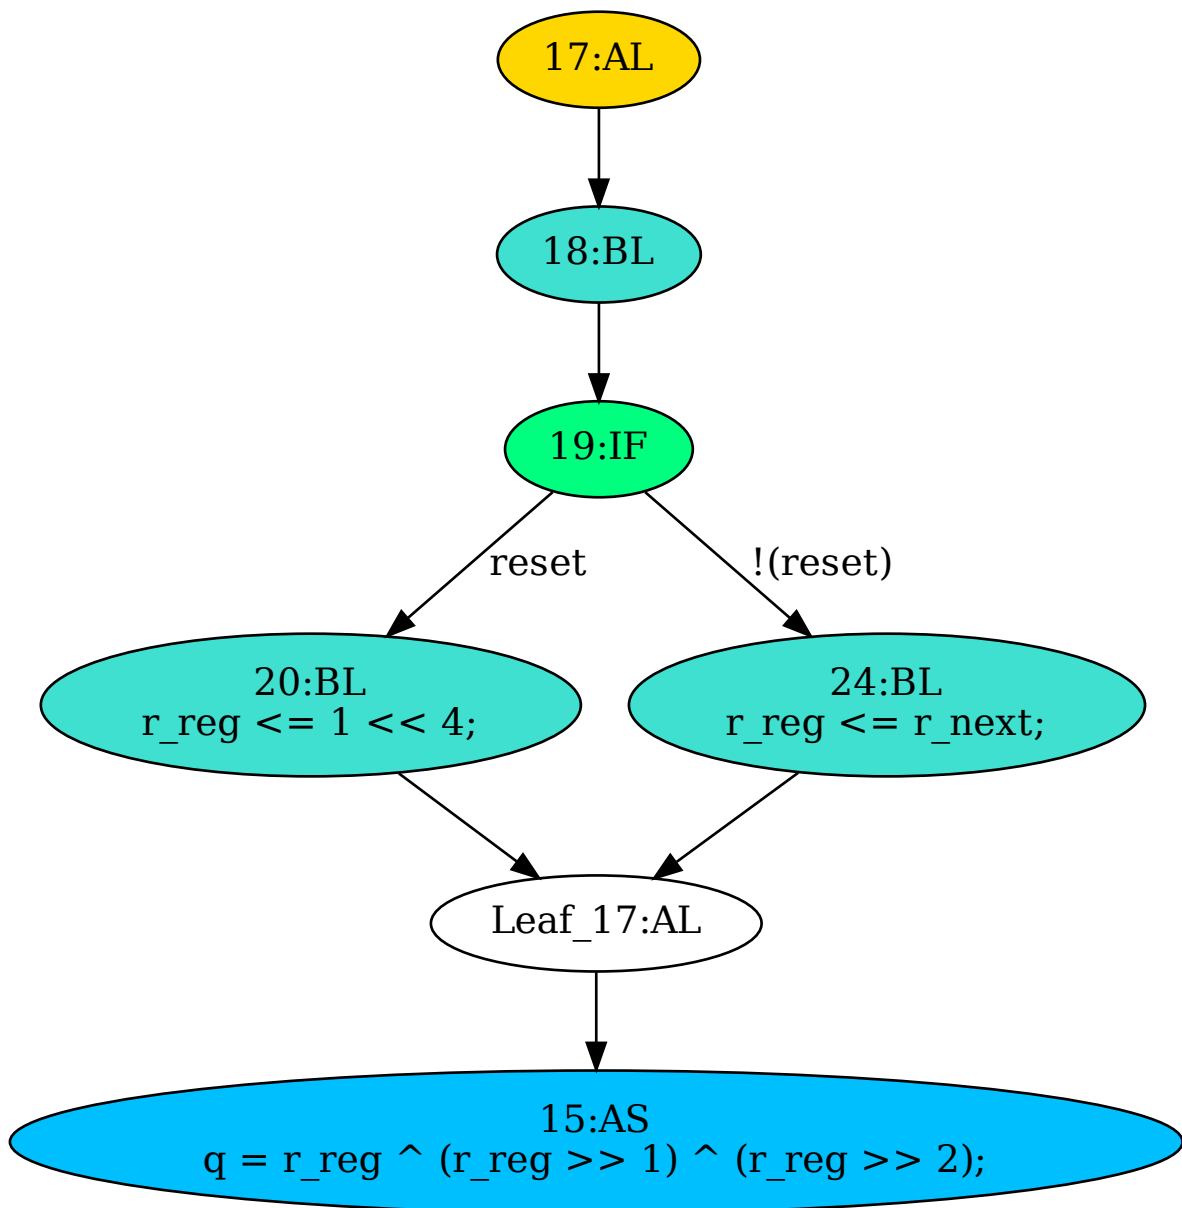 17:AL
18:BL
19:IF
reset
!(reset)
20:BL
r_reg <= 1 << 4;
24:BL
r_reg <= r_next;
Leaf_17:AL
15:AS
q = r_reg ^ (r_reg >> 1) ^ (r_reg >> 2);